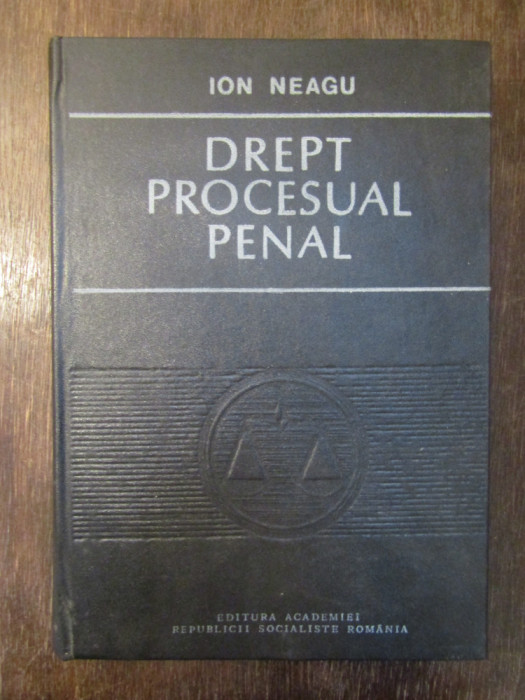 ION NEAGU
DREPT
PROCESUAL
PENAL
EDITURA ACADEMIEI
REPUBLICII SOCIALISTE ROMÂNIA